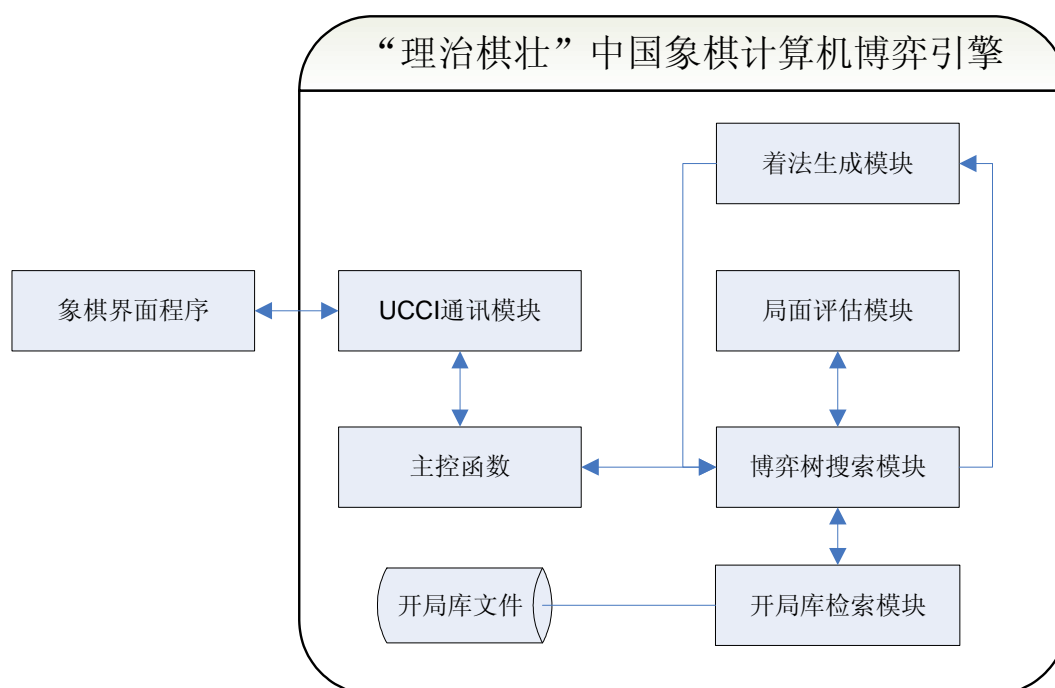 “理治棋壮”中国象棋计算机博弈引擎
着法生成模块
象棋界面程序
UCCI通讯模块
局面评估模块
主控函数
博弈树搜索模块
开局库文件
开局库检索模块